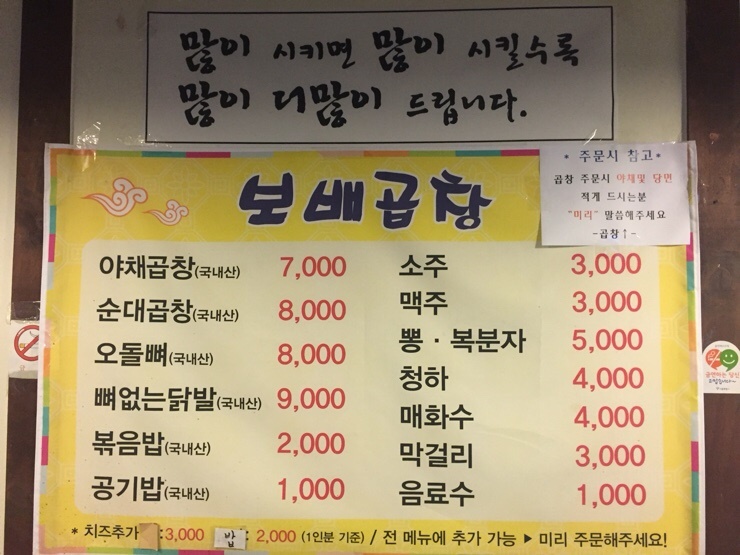 많이 시키면 많이 시킬수록
많이 더많이 드립니다.
* 주문시 참고 *
곱창 주문시 야채및 당면
적게 드시는분
"미리" 말씀해주세요
-곱창↑-
보배곱창
야채곱창(국내산) 7,000
순대곱창(국내산) 8,000
오돌뼈(국내산) 8,000
뼈없는닭발(국내산) 9,000
볶음밥(국내산) 2,000
공기밥(국내산) 1,000
소주 3,000
맥주 3,000
뽕 · 복분자 5,000
청하 4,000
매화수 4,000
막걸리 3,000
음료수 1,000
* 치즈추가 : 3,000 밥 : 2,000 (1인분 기준) / 전 메뉴에 추가 가능 ▶ 미리 주문해주세요!